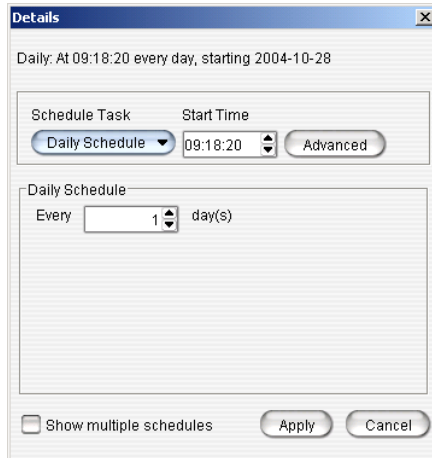 Details
Daily: At 09:18:20 every day, starting 2004-10-28
Schedule Task Start Time
Daily Schedule 09:18:20 Advanced
Daily Schedule
Every 1 day(s)
Show multiple schedules Apply Cancel